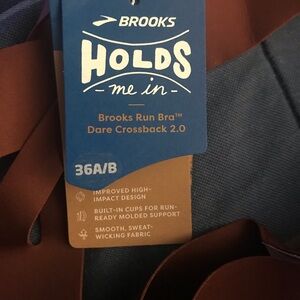 BROOKS
HOLDS
- me in -
Brooks Run Bra™
Dare Crossback 2.0
36A/B
IMPROVED HIGH-
IMPACT DESIGN
BUILT-IN CUPS FOR RUN-
READY MOLDED SUPPORT
SMOOTH, SWEAT-
WICKING FABRIC